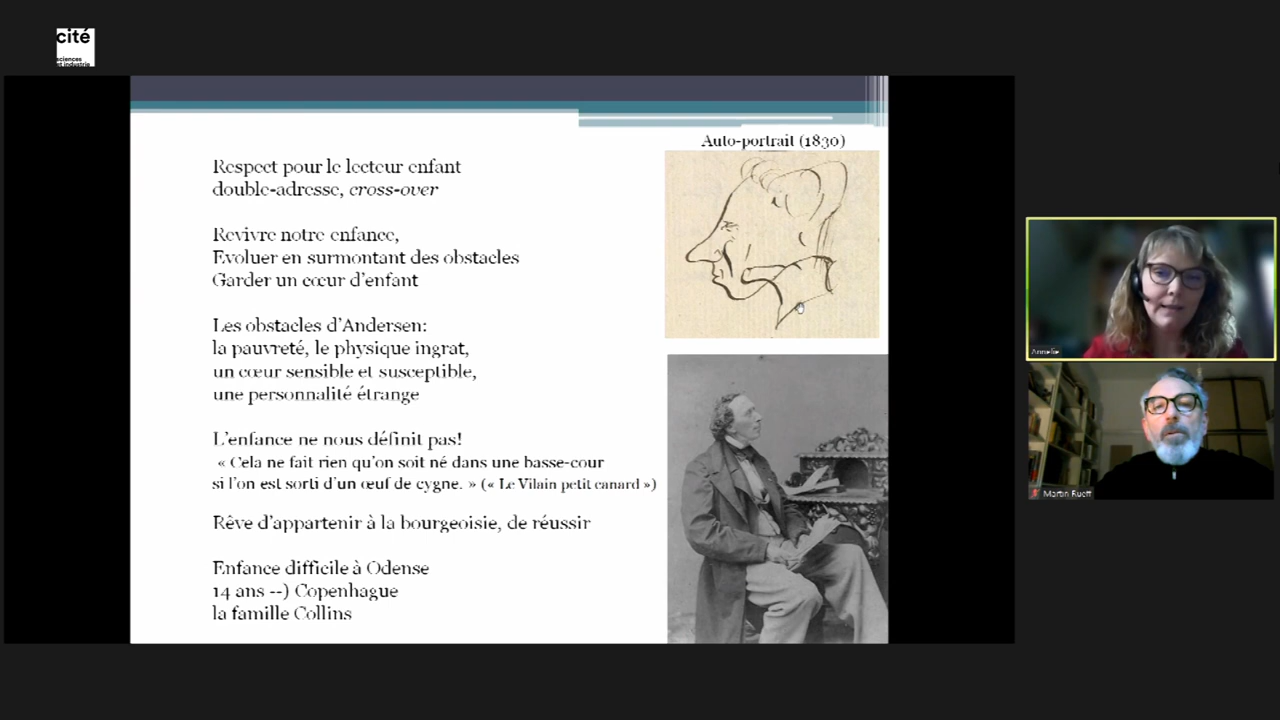 cité
sciences
et industrie
Auto-portrait (1830)
Respect pour le lecteur enfant
double-adresse, cross-over
Revivre notre enfance,
Evoluer en surmontant des obstacles
Garder un cœur d'enfant
Les obstacles d'Andersen:
la pauvreté, le physique ingrat,
un cœur sensible et susceptible,
une personnalité étrange
L'enfance ne nous définit pas!
« Cela ne fait rien qu'on soit né dans une basse-cour
si l'on est sorti d'un œuf de cygne. » (« Le Vilain petit canard »)
Rêve d'appartenir à la bourgeoisie, de réussir
Enfance difficile à Odense
14 ans --) Copenhague
la famille Collins
Annelie
Martin Rueff